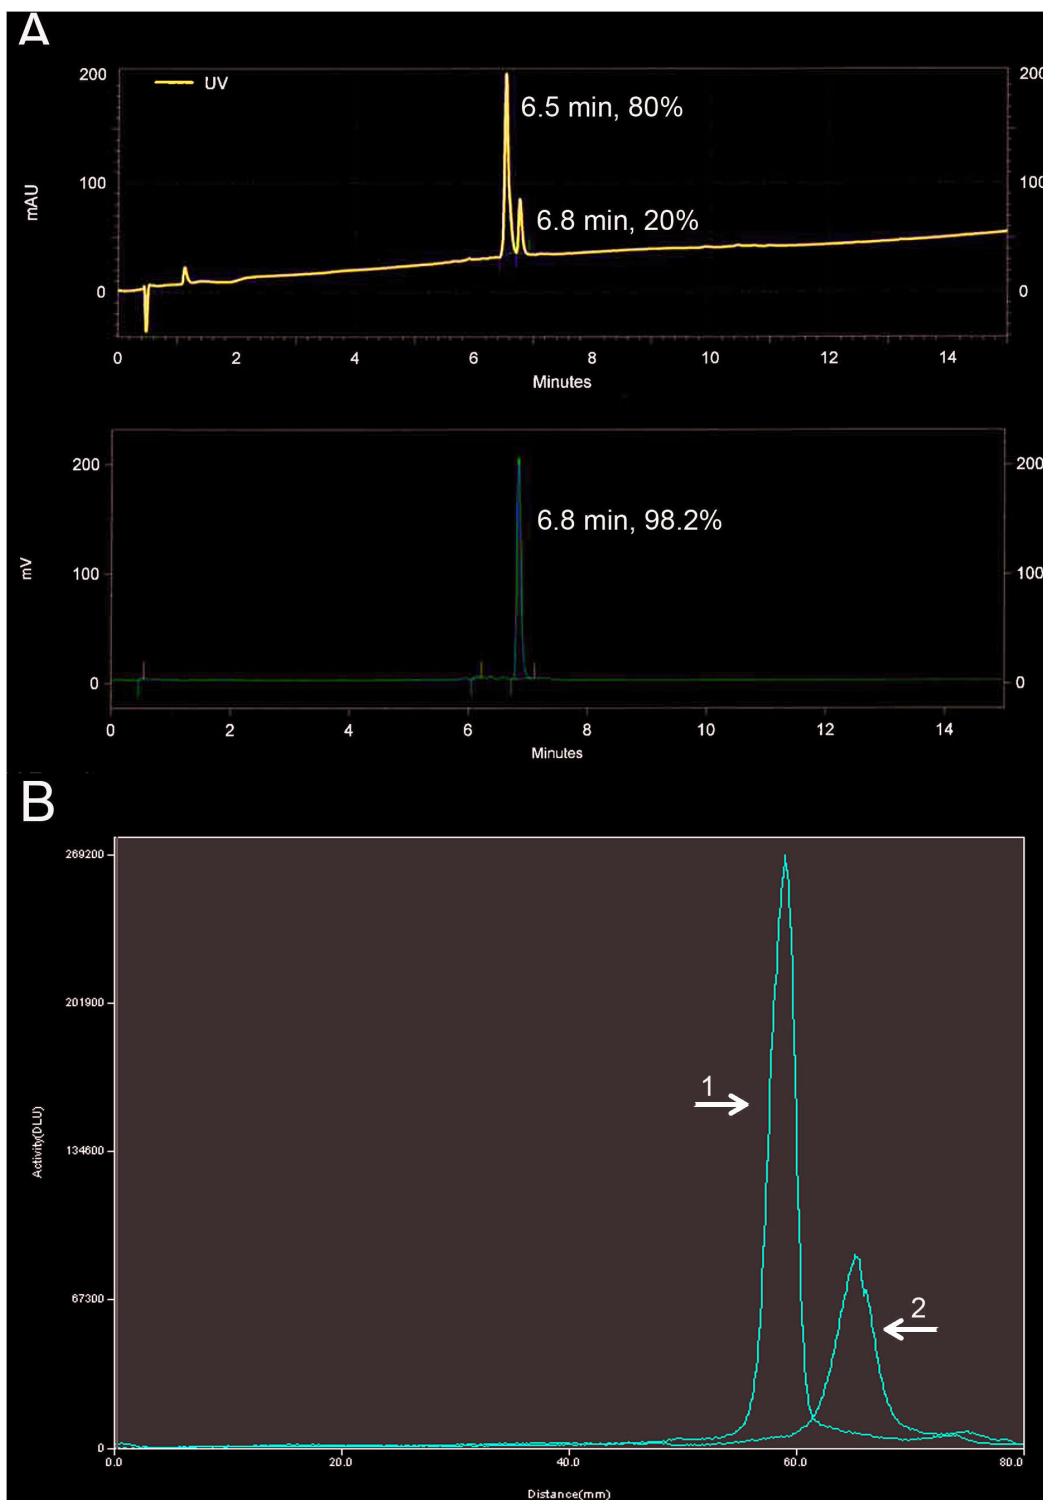 A
UV
200
200
6.5 min, 80%
100
100
6.8 min, 20%
mAU
0
0
0 2 4 6 8 10 12 14
Minutes
200
200
6.8 min, 98.2%
mV
100
100
0
0
0 2 4 6 8 10 12 14
Minutes
B
269200
201900
1
134600
Activity(DLU)
67300
2
0
0.0 20.0 40.0 60.0 80.0
Distance(mm)